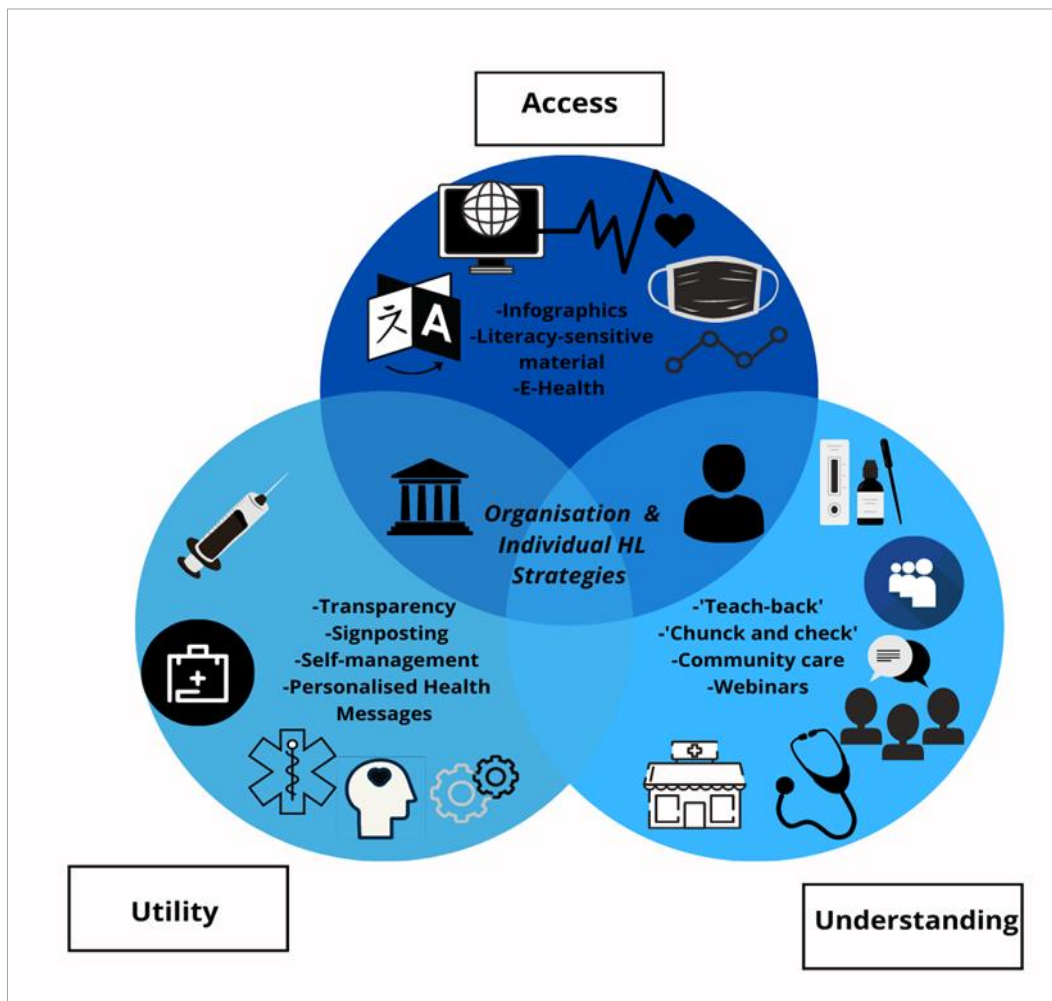 Access
-Infographics
-Literacy-sensitive
material
-E-Health
Organisation &
Individual HL
Strategies
-Transparency
-Signposting
-Self-management
-Personalised Health
Messages
-'Teach-back'
-'Chunck and check'
-Community care
-Webinars
Utility
Understanding